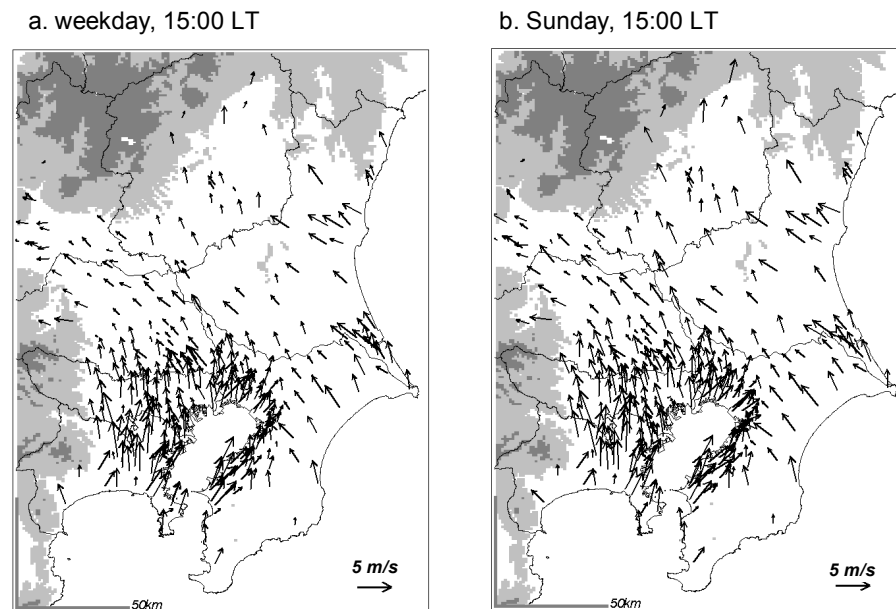 a. weekday, 15:00 LT
b. Sunday, 15:00 LT
5 m/s
50km
5 m/s
50km